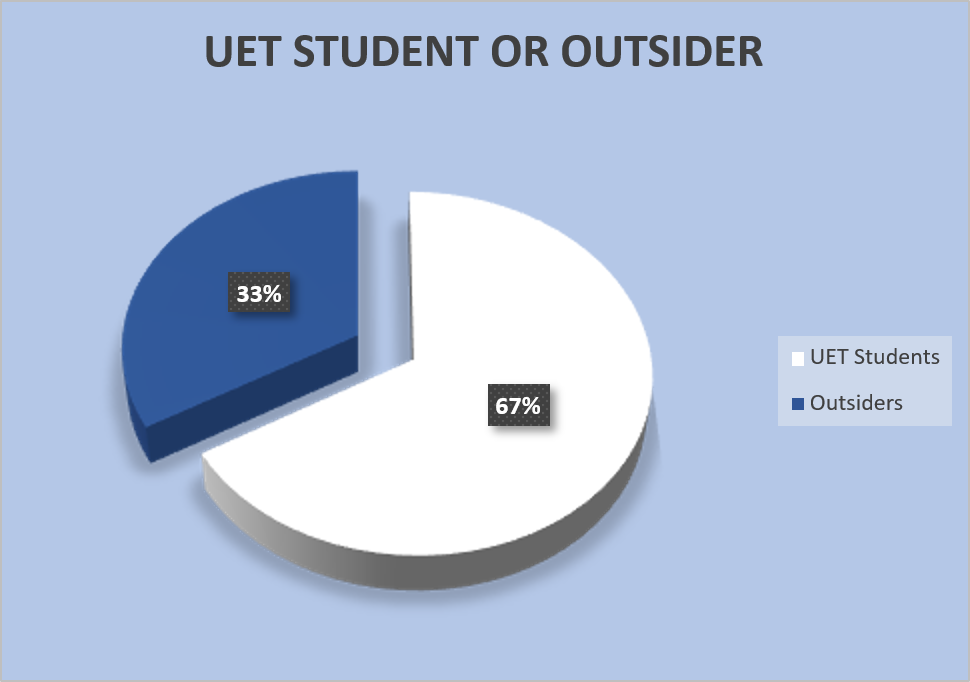 UET STUDENT OR OUTSIDER
33%
67%
UET Students
Outsiders